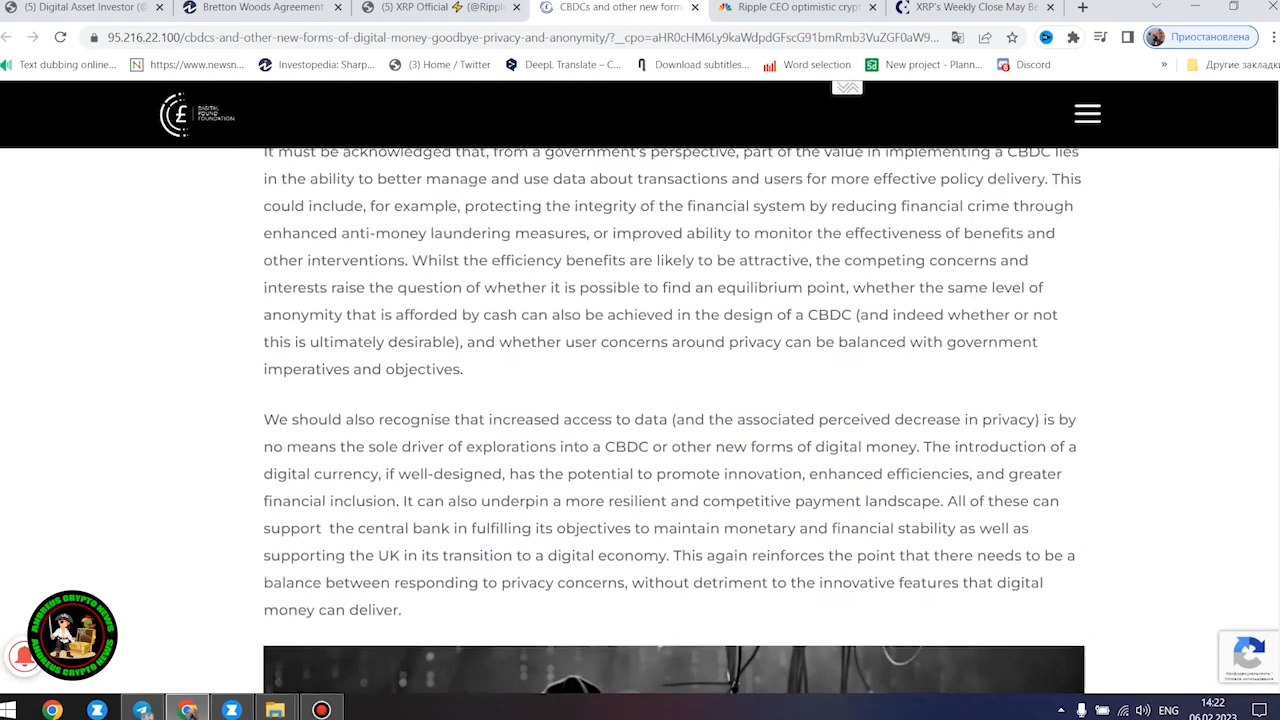 (5) Digital Asset Investor (@
Bretton Woods Agreement
(5) XRP Official ⚡ (@Ripple
CBDCs and other new form
Ripple CEO optimistic crypt
XRP's Weekly Close May Be
95.216.22.100/cbdcs-and-other-new-forms-of-digital-money-goodbye-privacy-and-anonymity/?__cpo=aHR0cHM6Ly9kaWdpdGFscG91bmRmb3VuZGF0aW9...
Приостановлена
Text dubbing online...
https://www.newsn...
Investopedia: Sharp...
(3) Home / Twitter
DeepL Translate – C...
Download subtitles...
Word selection
New project - Plann...
Discord
»
Другие закладки
DIGITAL
POUND
FOUNDATION
It must be acknowledged that, from a government's perspective, part of the value in implementing a CBDC lies
in the ability to better manage and use data about transactions and users for more effective policy delivery. This
could include, for example, protecting the integrity of the financial system by reducing financial crime through
enhanced anti-money laundering measures, or improved ability to monitor the effectiveness of benefits and
other interventions. Whilst the efficiency benefits are likely to be attractive, the competing concerns and
interests raise the question of whether it is possible to find an equilibrium point, whether the same level of
anonymity that is afforded by cash can also be achieved in the design of a CBDC (and indeed whether or not
this is ultimately desirable), and whether user concerns around privacy can be balanced with government
imperatives and objectives.
We should also recognise that increased access to data (and the associated perceived decrease in privacy) is by
no means the sole driver of explorations into a CBDC or other new forms of digital money. The introduction of a
digital currency, if well-designed, has the potential to promote innovation, enhanced efficiencies, and greater
financial inclusion. It can also underpin a more resilient and competitive payment landscape. All of these can
support the central bank in fulfilling its objectives to maintain monetary and financial stability as well as
supporting the UK in its transition to a digital economy. This again reinforces the point that there needs to be a
balance between responding to privacy concerns, without detriment to the innovative features that digital
money can deliver.
ANDREUS CRYPTO NEWS
ANDREUS CRYPTO NEWS
Конфиденциальность -
Условия использования
ENG
14:22
06.02.2023